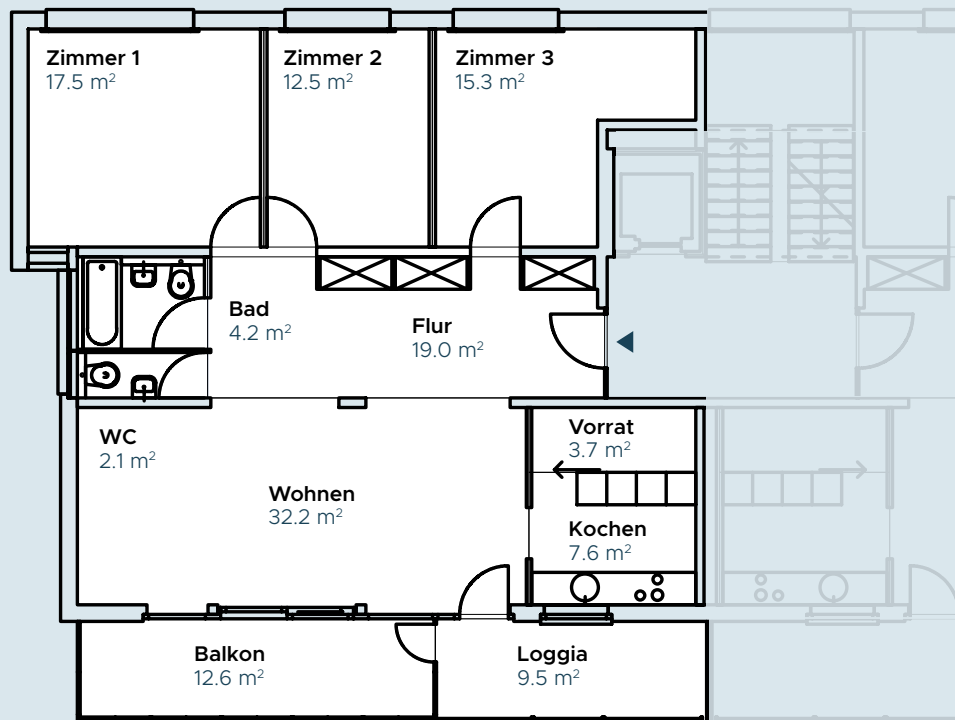 Zimmer 1
17.5 m²
Zimmer 2
12.5 m²
Zimmer 3
15.3 m²
Bad
4.2 m²
Flur
19.0 m²
WC
2.1 m²
Wohnen
32.2 m²
Vorrat
3.7 m²
Kochen
7.6 m²
Balkon
12.6 m²
Loggia
9.5 m²